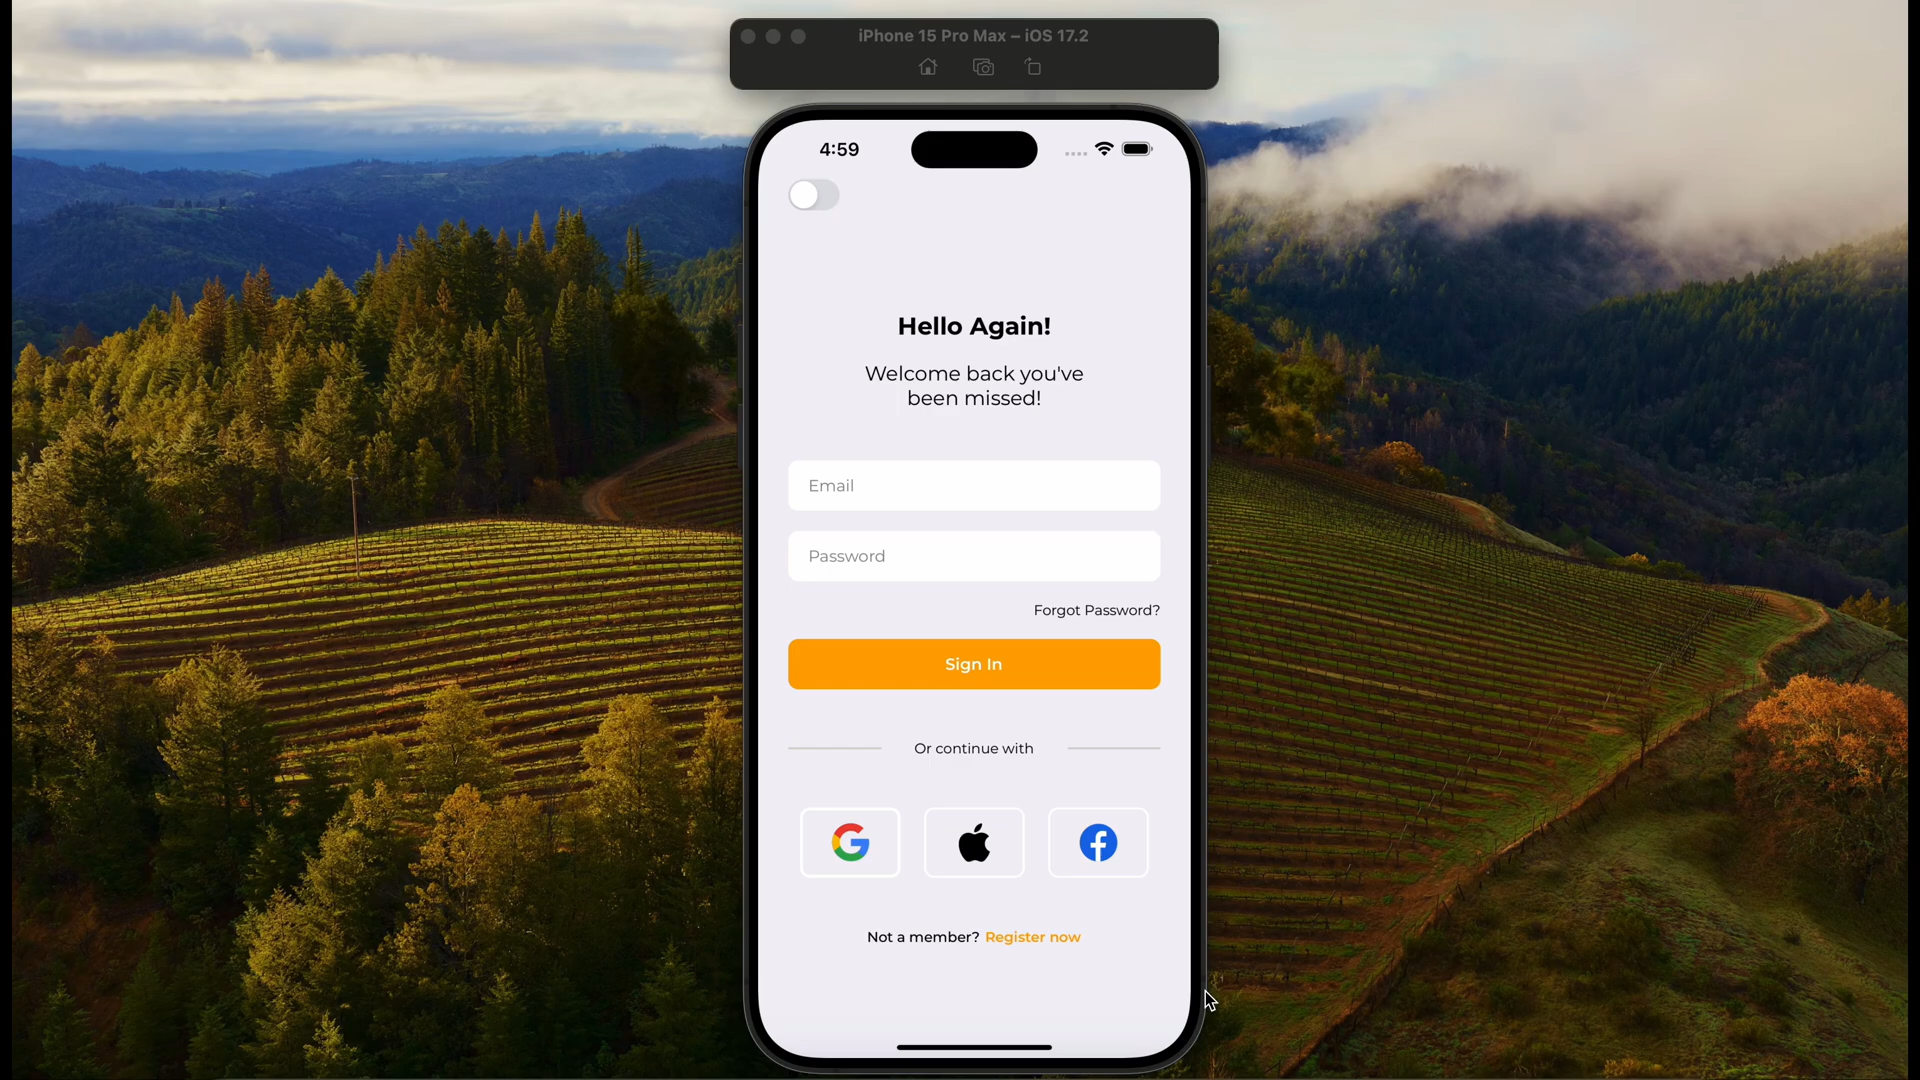 iPhone 15 Pro Max – iOS 17.2
4:59
Hello Again!
Welcome back you've
been missed!
Email
Password
Forgot Password?
Sign In
Or continue with
Not a member? Register now